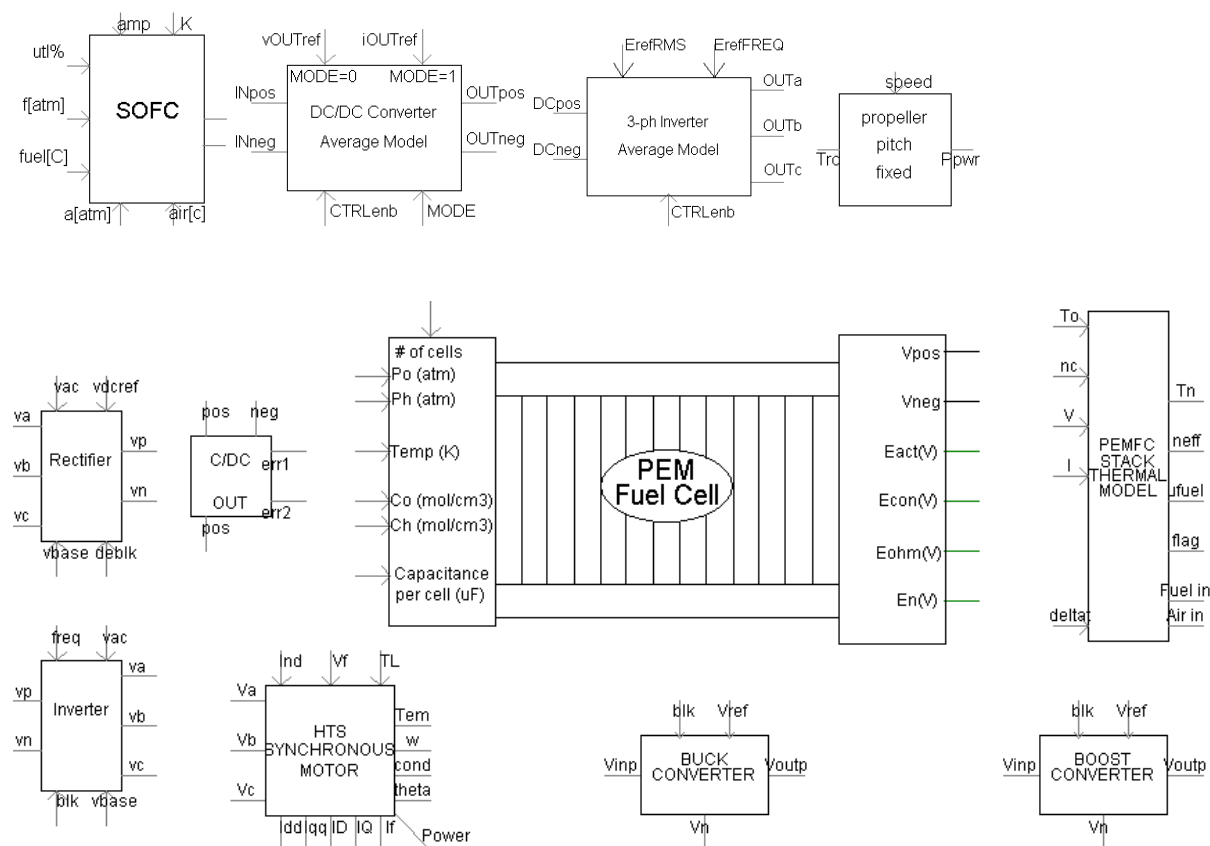 amp
K
utl%
f[atm]
fuel[C]
SOFC
a[atm]
air[c]
vOUTref
iOUTref
MODE=0
MODE=1
INpos
INneg
DC/DC Converter
Average Model
OUTpos
OUTneg
CTRLenb
MODE
ErefRMS
ErefFREQ
DCpos
DCneg
3-ph Inverter
Average Model
OUTa
OUTb
OUTc
CTRLenb
speed
propeller
pitch
fixed
Trq
Ppwr
vac
vdcref
va
vb
vc
Rectifier
vp
vn
vbase
deblk
pos
neg
C/DC
err1
OUT
err2
pos
# of cells
Po (atm)
Ph (atm)
Temp (K)
Co (mol/cm3)
Ch (mol/cm3)
Capacitance
per cell (uF)
PEM
Fuel Cell
Vpos
Vneg
Eact(V)
Econ(V)
Eohm(V)
En(V)
To
nc
V
I
deltat
PEMFC
STACK
THERMAL
MODEL
Tn
neff
ufuel
flag
Fuel in
Air in
freq
vac
vp
vn
Inverter
va
vb
vc
blk
vbase
Ind
Vf
TL
Va
Vb
Vc
HTS
SYNCHRONOUS
MOTOR
Tem
w
cond
theta
Idd
Iqq
ID
IQ
If
Power
blk
Vref
Vinp
BUCK
CONVERTER
Voutp
Vn
blk
Vref
Vinp
BOOST
CONVERTER
Voutp
Vn